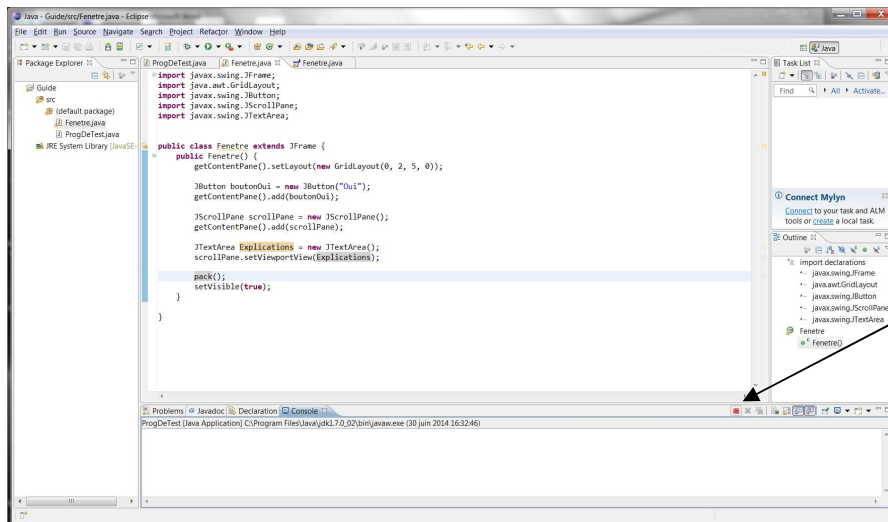 Java - Guide/src/Fenetre.java - Eclipse
File Edit Run Source Navigate Search Project Refactor Window Help
Java
Package Explorer
Guide
src
(default package)
Fenetre.java
ProgDeTest.java
JRE System Library [JavaSE-
ProgDeTest.java Fenetre.java Fenetre.java
import javax.swing.JFrame;
import java.awt.GridLayout;
import javax.swing.JButton;
import javax.swing.JScrollPane;
import javax.swing.JTextArea;
public class Fenetre extends JFrame {
public Fenetre() {
getContentPane().setLayout(new GridLayout(0, 2, 5, 0));
JButton boutonOui = new JButton("Oui");
getContentPane().add(boutonOui);
JScrollPane scrollPane = new JScrollPane();
getContentPane().add(scrollPane);
JTextArea Explications = new JTextArea();
scrollPane.setViewportView(Explications);
pack();
setVisible(true);
}
}
Task List
Find All Activate...
Connect Mylyn
Connect to your task and ALM
tools or create a local task.
Outline
import declarations
javax.swing.JFrame
java.awt.GridLayout
javax.swing.JButton
javax.swing.JScrollPane
javax.swing.JTextArea
Fenetre
Fenetre()
Problems Javadoc Declaration Console
ProgDeTest [Java Application] C:\Program Files\Java\jdk1.7.0_02\bin\javaw.exe (30 juin 2014 16:32:46)